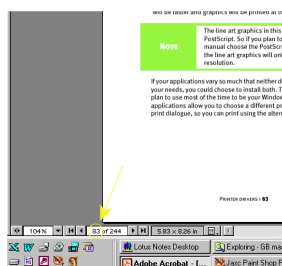 will be faster and graphics will be printed at th
NOTE
The line art graphics in this
PostScript. So if you plan to
manual choose the PostScri
the line art graphics will onl
resolution.
If your applications vary so much that neither d
your needs, you could choose to install both. T
plan to use most of the time to be your Window
applications allow you to choose a different pr
print dialogue, so you can print using the altern
PRINTER DRIVERS › 83
104% 83 of 244 5.83 x 8.26 in
Lotus Notes Desktop Exploring - GB ma
Adobe Acrobat - [... Jasc Paint Shop P